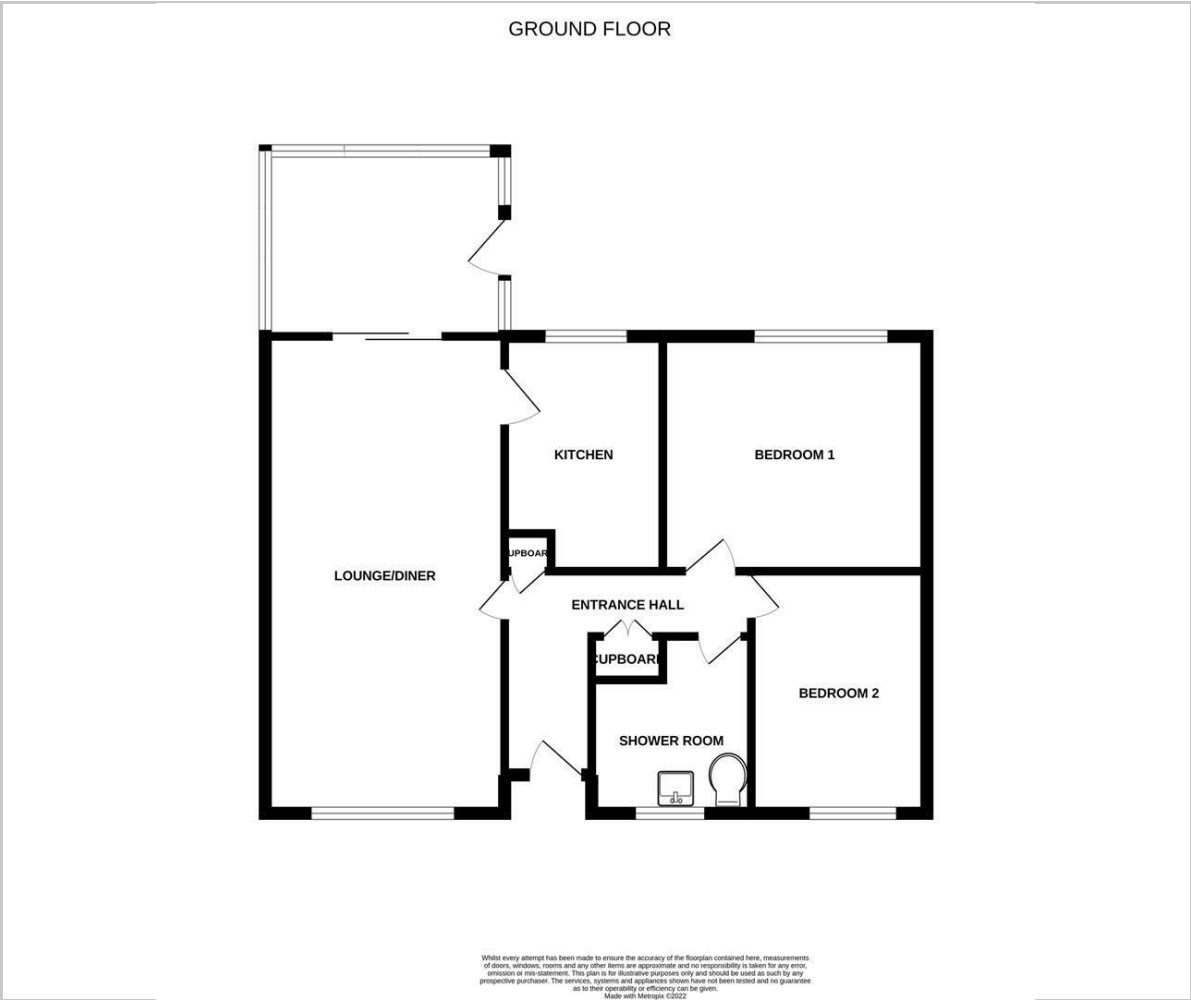 GROUND FLOOR
KITCHEN
BEDROOM 1
UPBOAR
LOUNGE/DINER
ENTRANCE HALL
CUPBOARD
BEDROOM 2
SHOWER ROOM
Whilst every attempt has been made to ensure the accuracy of the floorplan contained here, measurements
of doors, windows, rooms and any other items are approximate and no responsibility is taken for any error,
omission or mis-statement. This plan is for illustrative purposes only and should be used as such by any
prospective purchaser. The services, systems and appliances shown have not been tested and no guarantee
as to their operability or efficiency can be given.
Made with Metropix ©2022